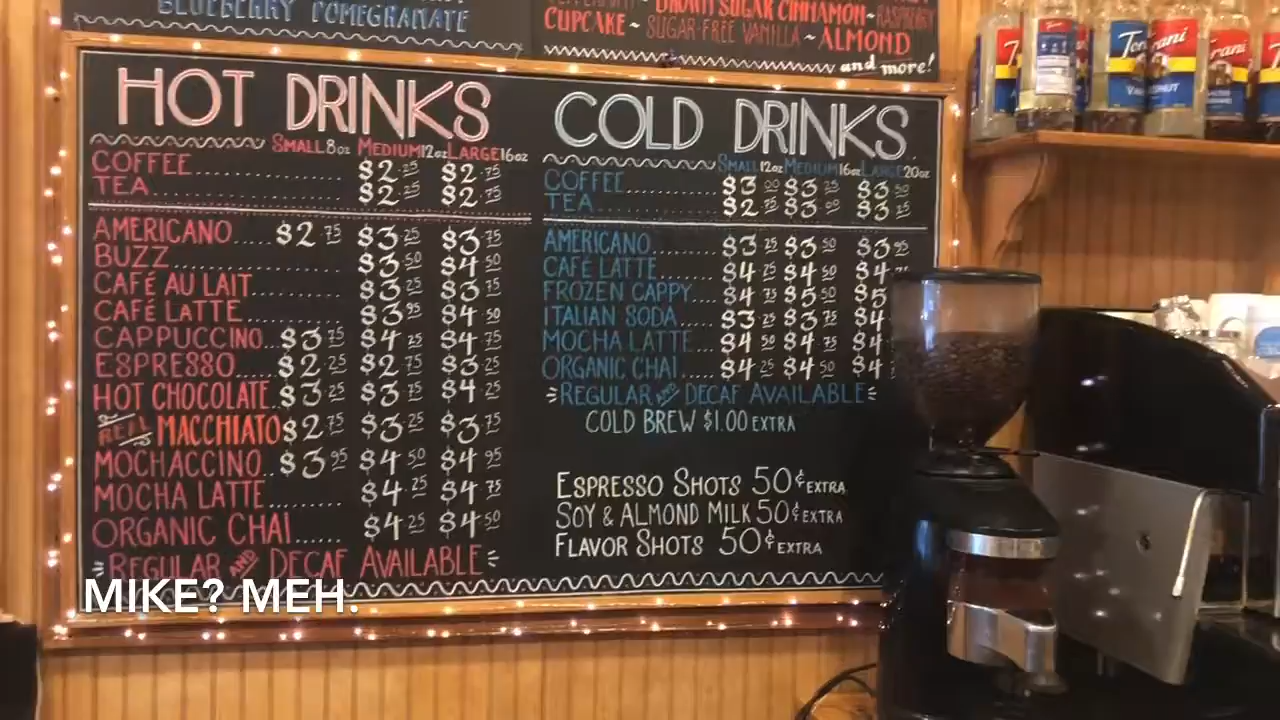 BLUEBERRY POMEGRANATE
BROWN SUGAR CINNAMON ~ RASPBERRY
CUPCAKE ~ SUGAR-FREE VANILLA ~ ALMOND
and more!
HOT DRINKS
SMALL 8oz MEDIUM 12oz LARGE 16oz
COFFEE $2.25 $2.75
TEA $2.25 $2.75
AMERICANO $2.75 $3.25 $3.75
BUZZ $3.50 $4.50
CAFÉ AU LAIT $3.25 $3.75
CAFÉ LATTE $3.95 $4.50
CAPPUCCINO $3.75 $4.25 $4.75
ESPRESSO $2.25 $2.75 $3.25
HOT CHOCOLATE $3.25 $3.75 $4.25
REAL MACCHIATO $2.75 $3.25 $3.75
MOCHACCINO $3.95 $4.50 $4.95
MOCHA LATTE $4.25 $4.75
ORGANIC CHAI $4.25 $4.50
REGULAR AND DECAF AVAILABLE
COLD DRINKS
SMALL 12oz MEDIUM 16oz LARGE 20oz
COFFEE $3.00 $3.25 $3.50
TEA $2.75 $3.00 $3.25
AMERICANO $3.25 $3.50 $3.95
CAFÉ LATTE $4.25 $4.50 $4
FROZEN CAPPY $4.75 $5.50 $5
ITALIAN SODA $3.25 $3.75 $4
MOCHA LATTE $4.50 $4.75 $4
ORGANIC CHAI $4.25 $4.50 $4
REGULAR AND DECAF AVAILABLE
COLD BREW $1.00 EXTRA
ESPRESSO SHOTS 50¢ EXTRA
SOY & ALMOND MILK 50¢ EXTRA
FLAVOR SHOTS 50¢ EXTRA
MIKE? MEH.